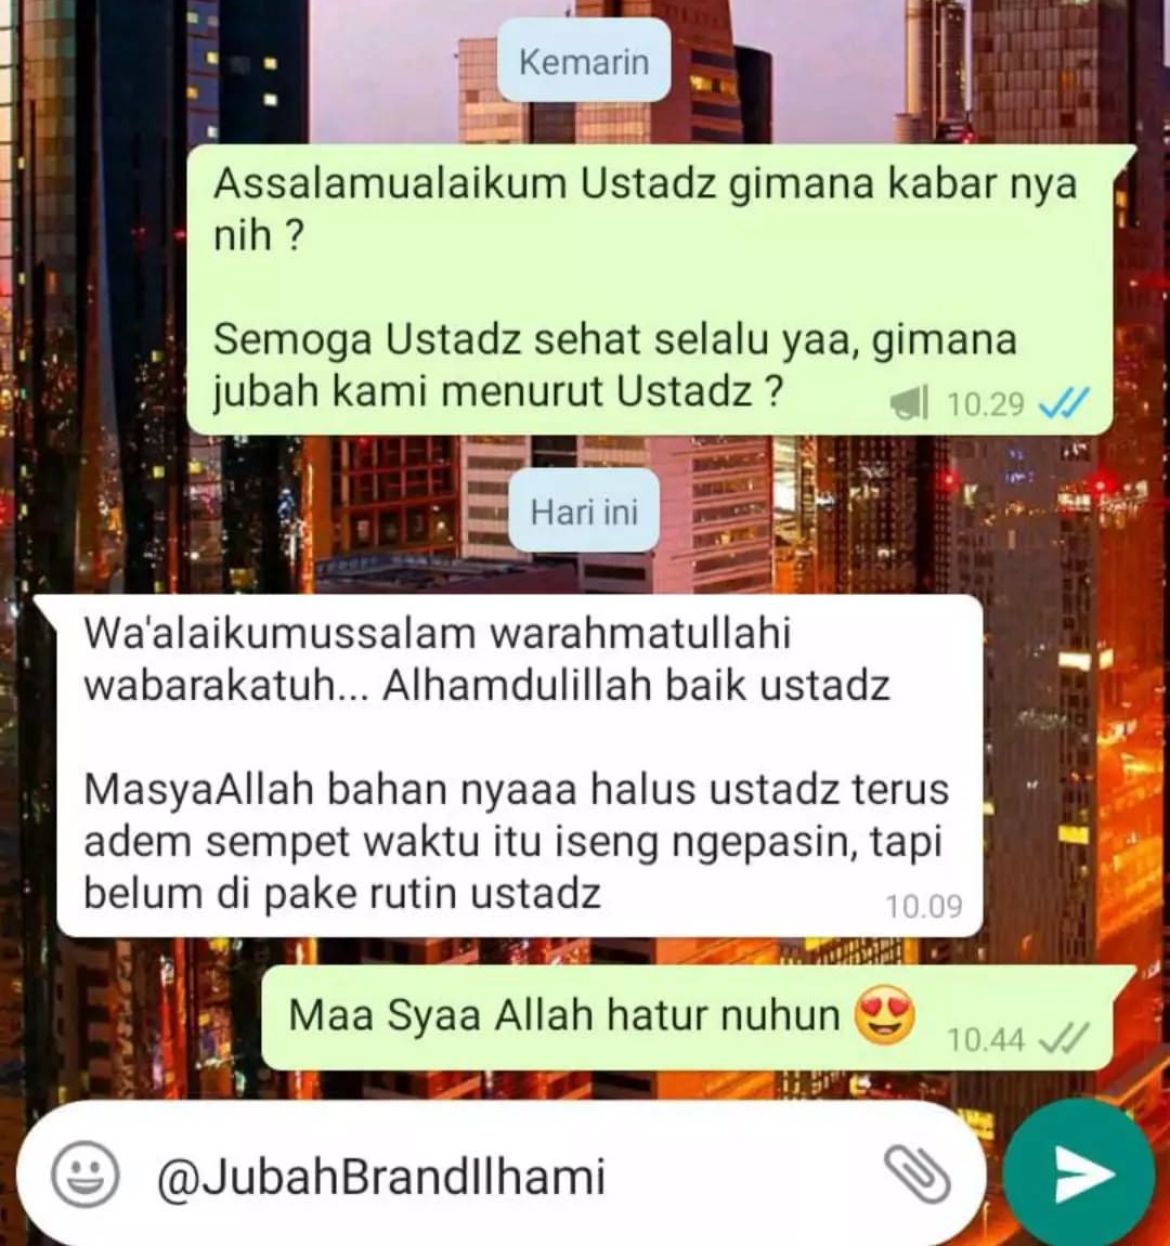 Kemarin
Assalamualaikum Ustadz gimana kabar nya
nih ?
Semoga Ustadz sehat selalu yaa, gimana
jubah kami menurut Ustadz ?
10.29
Hari ini
Wa'alaikumussalam warahmatullahi
wabarakatuh... Alhamdulillah baik ustadz
MasyaAllah bahan nyaaa halus ustadz terus
adem sempet waktu itu iseng ngepasin, tapi
belum di pake rutin ustadz
10.09
Maa Syaa Allah hatur nuhun 😍
10.44
@JubahBrandIlhami